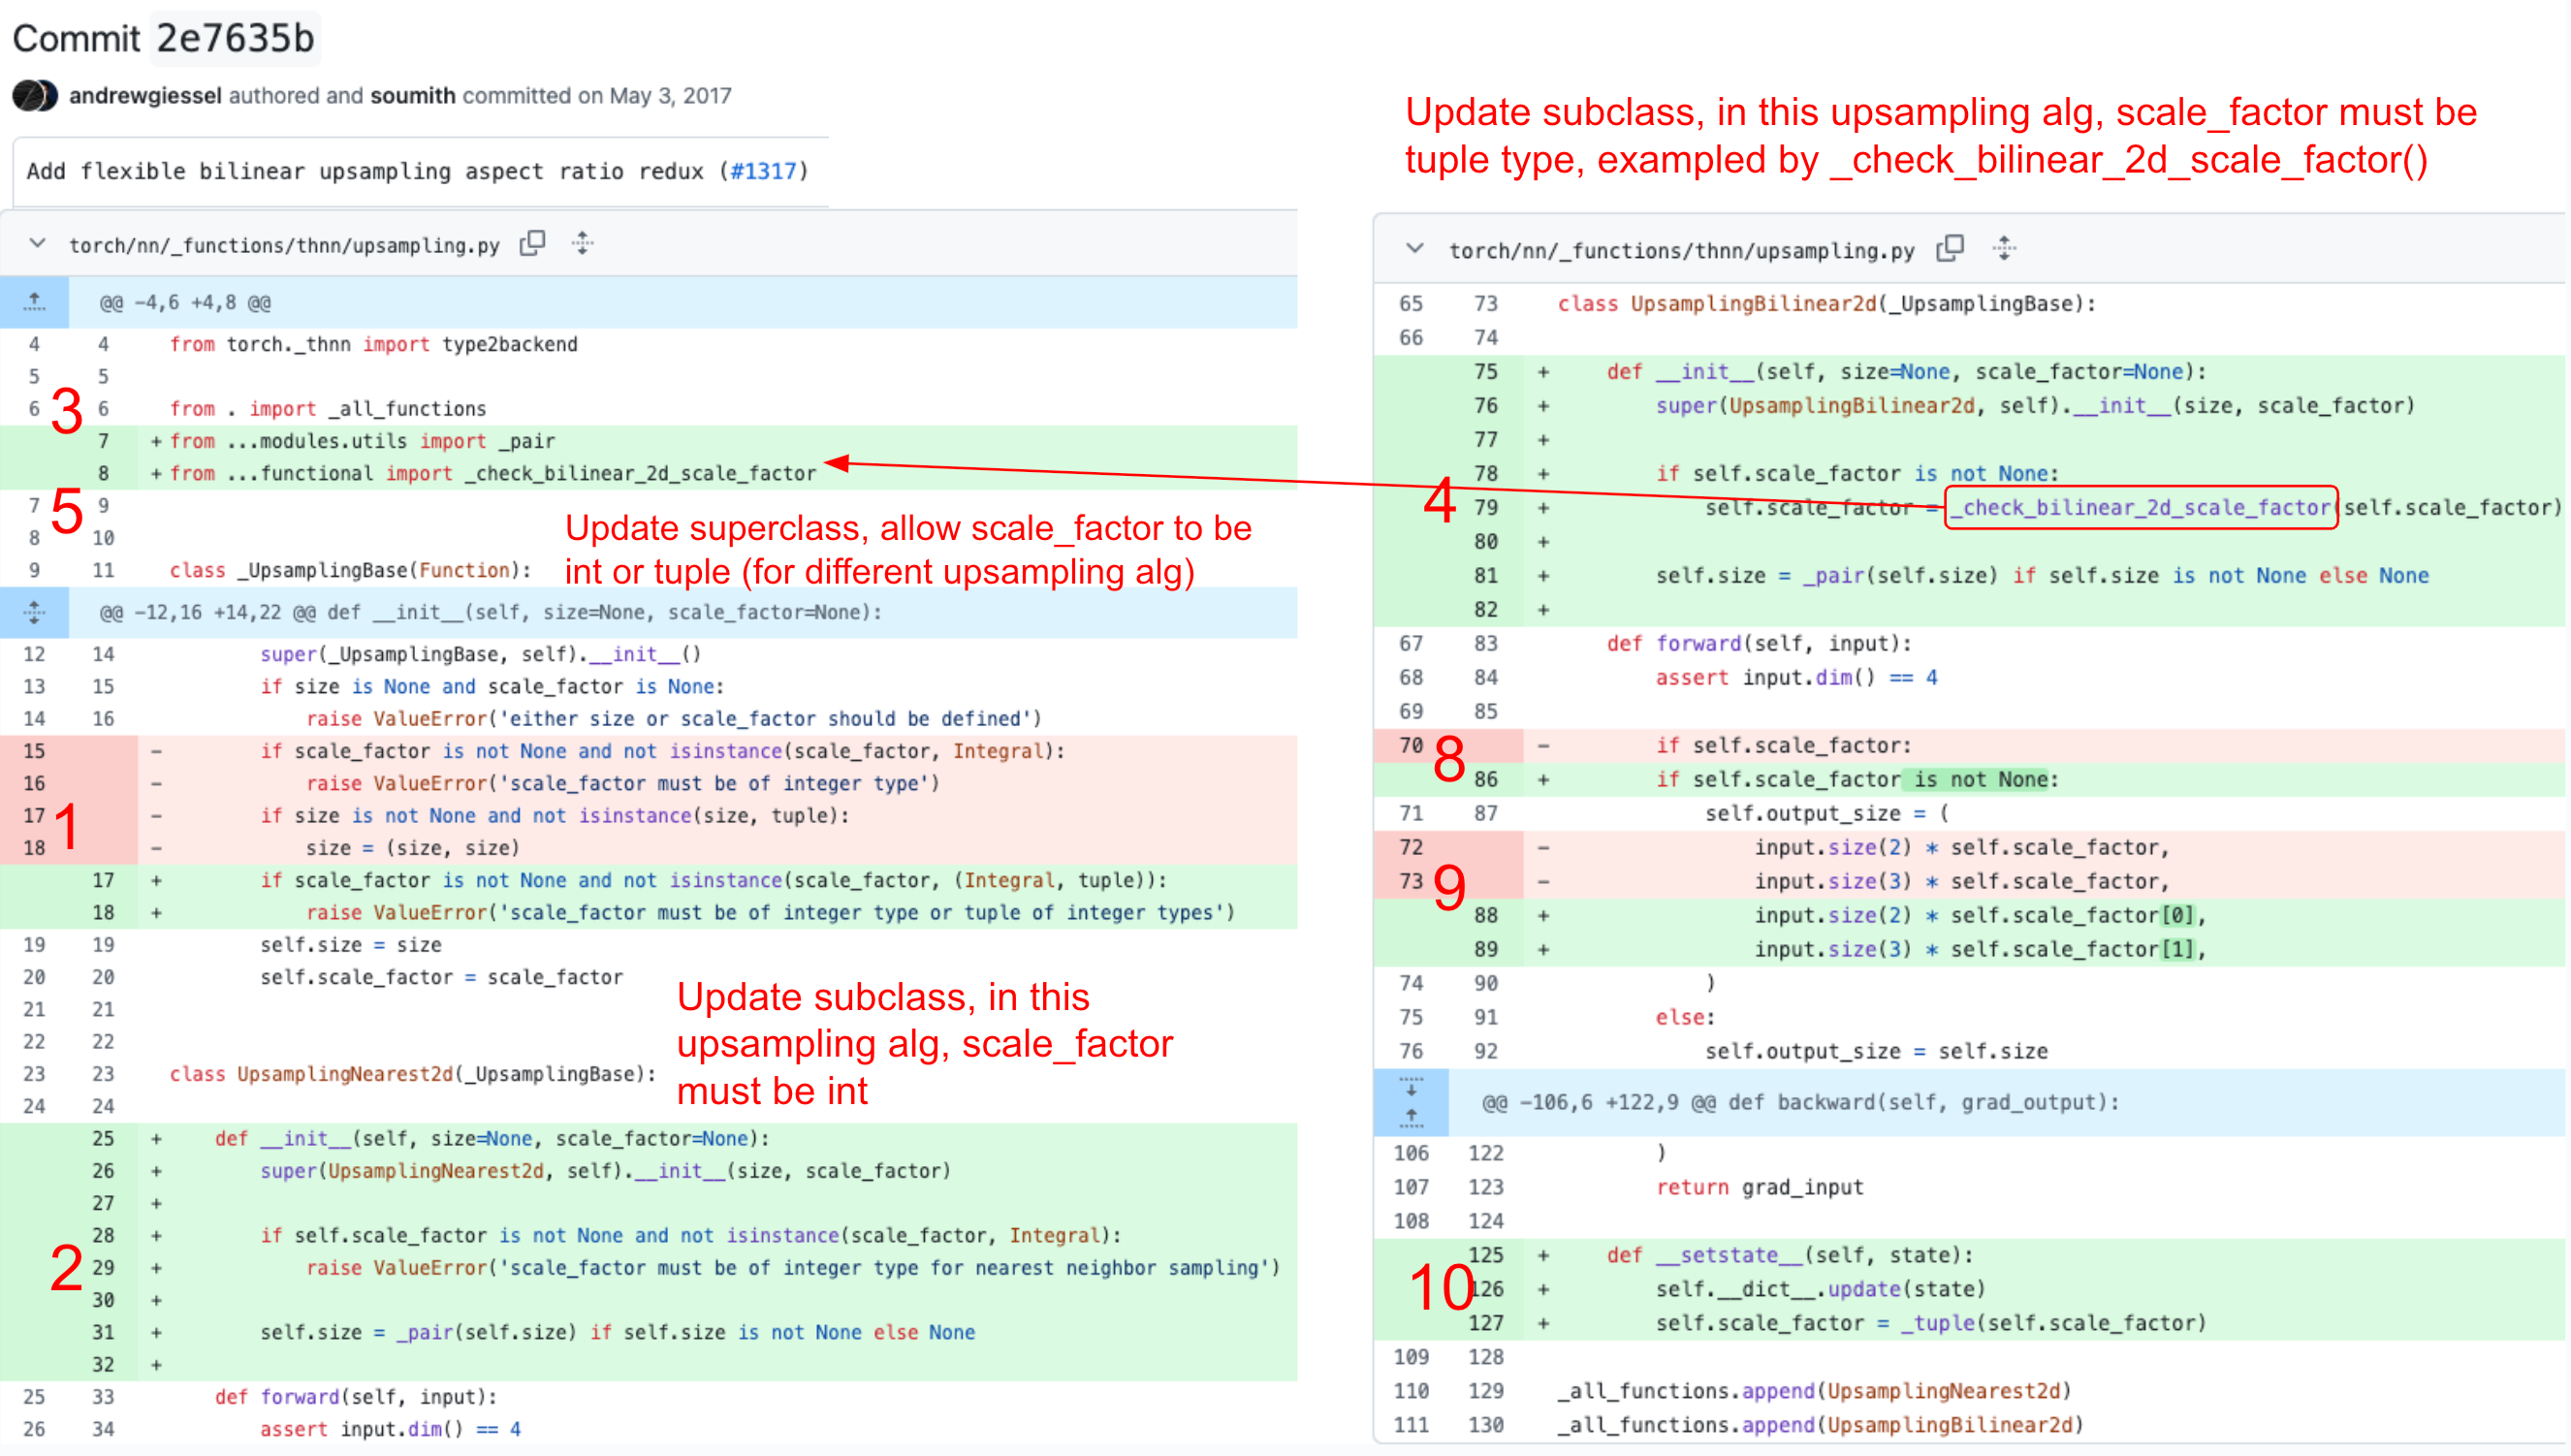 Commit 2e7635b
andrewgiessel authored and soumith committed on May 3, 2017
Add flexible bilinear upsampling aspect ratio redux (#1317)
torch/nn/_functions/thnn/upsampling.py
@@ -4,6 +4,8 @@
4 4 from torch._thnn import type2backend
5 5
3
6 6 from . import _all_functions
7 + from ...modules.utils import _pair
8 + from ...functional import _check_bilinear_2d_scale_factor
7 9
5
8 10
Update superclass, allow scale_factor to be
int or tuple (for different upsampling alg)
9 11 class _UpsamplingBase(Function):
@@ -12,16 +14,22 @@ def __init__(self, size=None, scale_factor=None):
12 14 super(_UpsamplingBase, self).__init__()
13 15 if size is None and scale_factor is None:
14 16 raise ValueError('either size or scale_factor should be defined')
15 - if scale_factor is not None and not isinstance(scale_factor, Integral):
16 - raise ValueError('scale_factor must be of integer type')
17 - if size is not None and not isinstance(size, tuple):
1
18 - size = (size, size)
17 + if scale_factor is not None and not isinstance(scale_factor, (Integral, tuple)):
18 + raise ValueError('scale_factor must be of integer type or tuple of integer types')
19 19 self.size = size
20 20 self.scale_factor = scale_factor
21 21
22 22
Update subclass, in this
upsampling alg, scale_factor
must be int
23 23 class UpsamplingNearest2d(_UpsamplingBase):
24 24
25 + def __init__(self, size=None, scale_factor=None):
26 + super(UpsamplingNearest2d, self).__init__(size, scale_factor)
27 +
28 + if self.scale_factor is not None and not isinstance(scale_factor, Integral):
2
29 + raise ValueError('scale_factor must be of integer type for nearest neighbor sampling')
30 +
31 + self.size = _pair(self.size) if self.size is not None else None
32 +
25 33 def forward(self, input):
26 34 assert input.dim() == 4
Update subclass, in this upsampling alg, scale_factor must be
tuple type, exampled by _check_bilinear_2d_scale_factor()
torch/nn/_functions/thnn/upsampling.py
65 73 class UpsamplingBilinear2d(_UpsamplingBase):
66 74
75 + def __init__(self, size=None, scale_factor=None):
76 + super(UpsamplingBilinear2d, self).__init__(size, scale_factor)
77 +
78 + if self.scale_factor is not None:
4
79 + self.scale_factor = _check_bilinear_2d_scale_factor(self.scale_factor)
80 +
81 + self.size = _pair(self.size) if self.size is not None else None
82 +
67 83 def forward(self, input):
68 84 assert input.dim() == 4
69 85
70 - if self.scale_factor:
8
86 + if self.scale_factor is not None:
71 87 self.output_size = (
72 - input.size(2) * self.scale_factor,
73 - input.size(3) * self.scale_factor,
9
88 + input.size(2) * self.scale_factor[0],
89 + input.size(3) * self.scale_factor[1],
74 90 )
75 91 else:
76 92 self.output_size = self.size
@@ -106,6 +122,9 @@ def backward(self, grad_output):
106 122 )
107 123 return grad_input
108 124
125 + def __setstate__(self, state):
10
126 + self.__dict__.update(state)
127 + self.scale_factor = _tuple(self.scale_factor)
109 128
110 129 _all_functions.append(UpsamplingNearest2d)
111 130 _all_functions.append(UpsamplingBilinear2d)